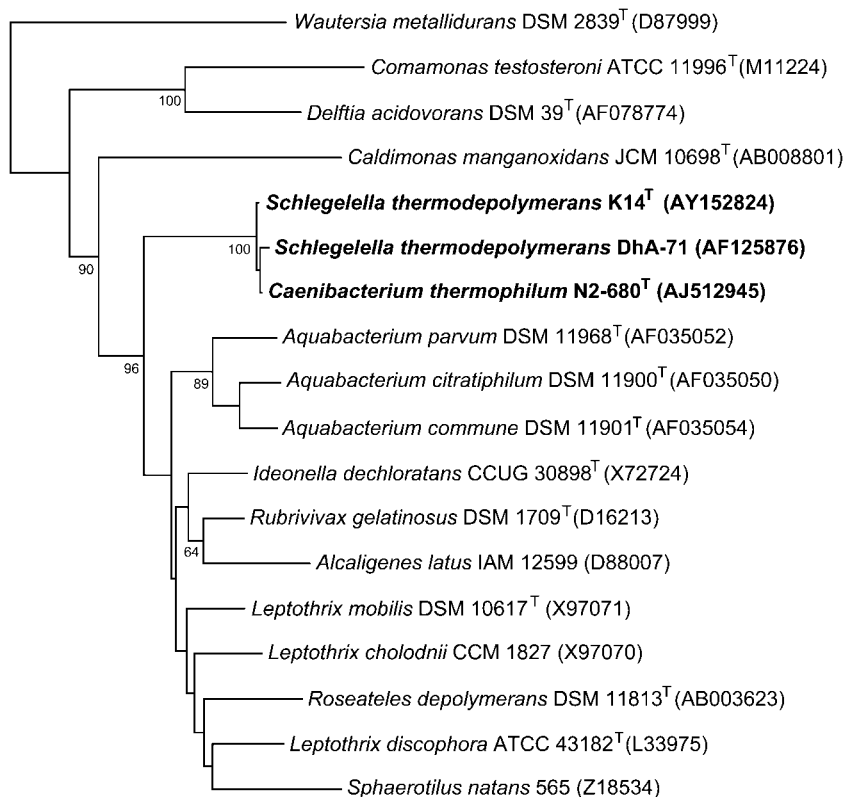 Wautersia metallidurans DSM 2839T (D87999)
Comamonas testosteroni ATCC 11996T (M11224)
100
Delftia acidovorans DSM 39T (AF078774)
Caldimonas manganoxidans JCM 10698T (AB008801)
Schlegelella thermodepolymerans K14T (AY152824)
100
Schlegelella thermodepolymerans DhA-71 (AF125876)
90
Caenibacterium thermophilum N2-680T (AJ512945)
Aquabacterium parvum DSM 11968T (AF035052)
96
89
Aquabacterium citratiphilum DSM 11900T (AF035050)
Aquabacterium commune DSM 11901T (AF035054)
Ideonella dechloratans CCUG 30898T (X72724)
Rubrivivax gelatinosus DSM 1709T (D16213)
64
Alcaligenes latus IAM 12599 (D88007)
Leptothrix mobilis DSM 10617T (X97071)
Leptothrix cholodnii CCM 1827 (X97070)
Roseateles depolymerans DSM 11813T (AB003623)
Leptothrix discophora ATCC 43182T (L33975)
Sphaerotilus natans 565 (Z18534)